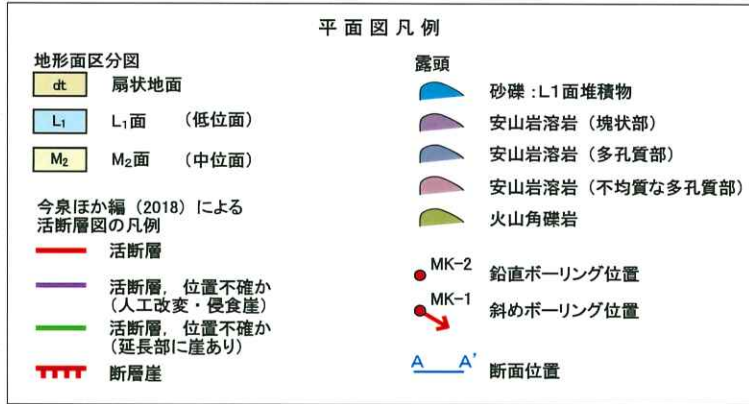 平面図凡例
地形面区分図
dt 扇状地面
L1 L1面 (低位面)
M2 M2面 (中位面)
今泉ほか編 (2018) による
活断層図の凡例
活断層
活断層, 位置不確か
(人工改変・侵食崖)
活断層, 位置不確か
(延長部に崖あり)
断層崖
露頭
砂礫:L1面堆積物
安山岩溶岩 (塊状部)
安山岩溶岩 (多孔質部)
安山岩溶岩 (不均質な多孔質部)
火山角礫岩
MK-2 鉛直ボーリング位置
MK-1 斜めボーリング位置
A A' 断面位置